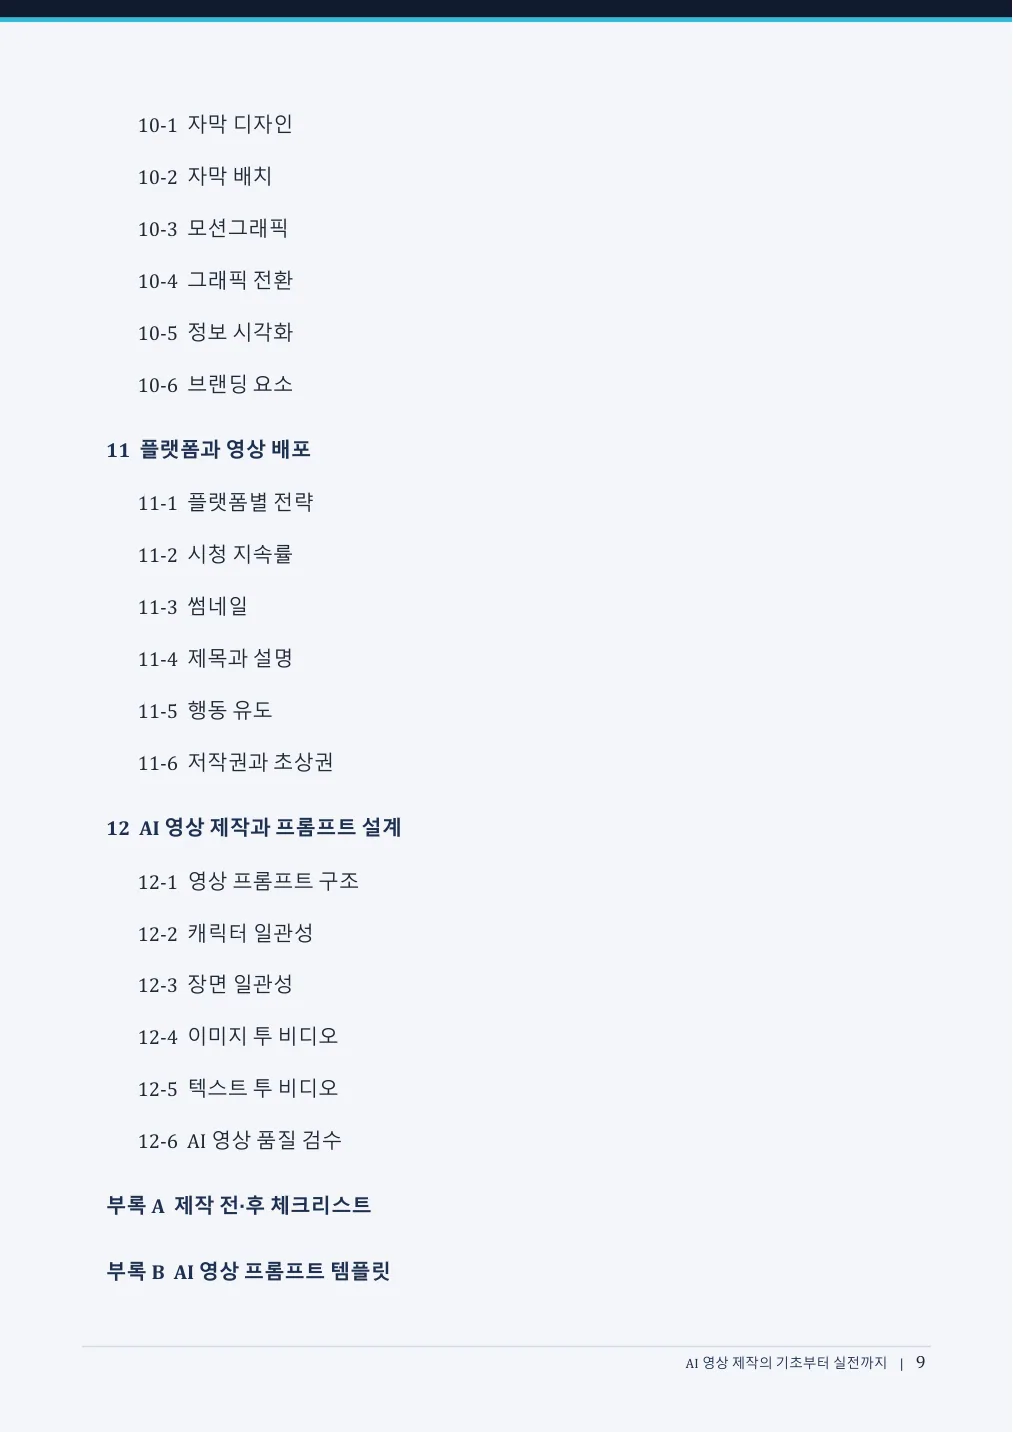 10-1 자막 디자인
10-2 자막 배치
10-3 모션그래픽
10-4 그래픽 전환
10-5 정보 시각화
10-6 브랜딩 요소
11 플랫폼과 영상 배포
11-1 플랫폼별 전략
11-2 시청 지속률
11-3 썸네일
11-4 제목과 설명
11-5 행동 유도
11-6 저작권과 초상권
12 AI 영상 제작과 프롬프트 설계
12-1 영상 프롬프트 구조
12-2 캐릭터 일관성
12-3 장면 일관성
12-4 이미지 투 비디오
12-5 텍스트 투 비디오
12-6 AI 영상 품질 검수
부록 A 제작 전·후 체크리스트
부록 B AI 영상 프롬프트 템플릿
AI 영상 제작의 기초부터 실전까지 | 9